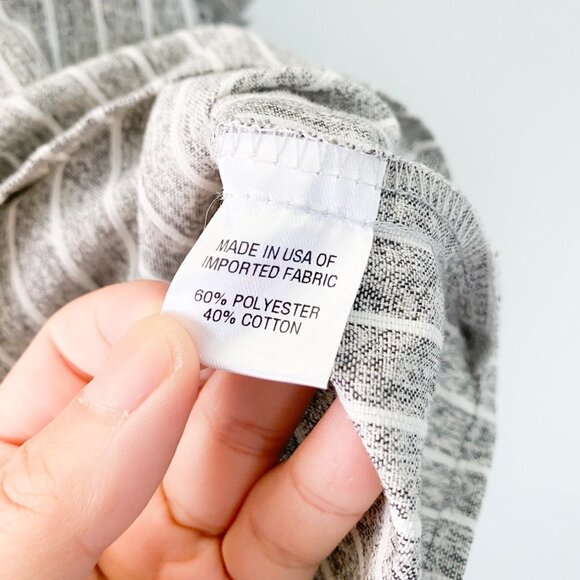 MADE IN USA OF
IMPORTED FABRIC
60% POLYESTER
40% COTTON